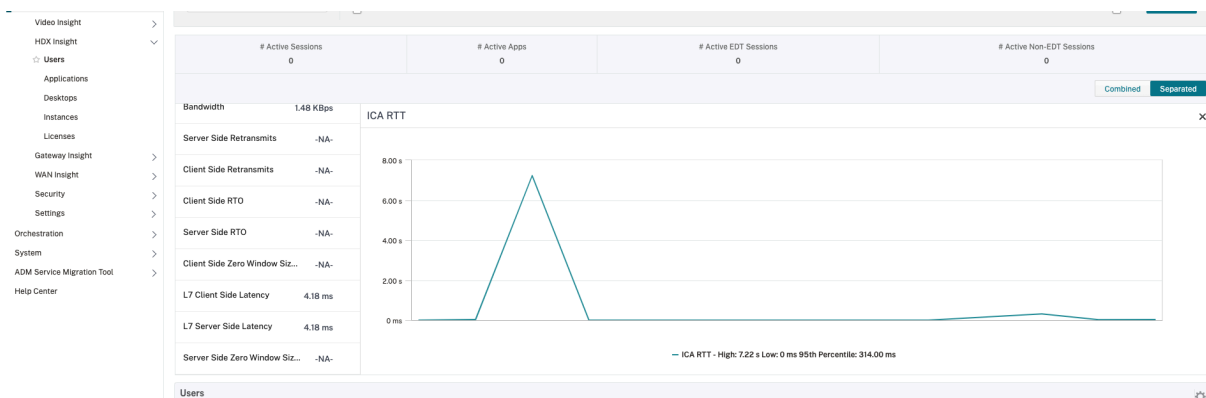 Video Insight
HDX Insight
Users
Applications
Desktops
Instances
Licenses
Gateway Insight
WAN Insight
Security
Settings
Orchestration
System
ADM Service Migration Tool
Help Center
# Active Sessions
0
# Active Apps
0
# Active EDT Sessions
0
# Active Non-EDT Sessions
0
Combined Separated
Bandwidth 1.48 KBps
Server Side Retransmits -NA-
Client Side Retransmits -NA-
Client Side RTO -NA-
Server Side RTO -NA-
Client Side Zero Window Siz... -NA-
L7 Client Side Latency 4.18 ms
L7 Server Side Latency 4.18 ms
Server Side Zero Window Siz... -NA-
ICA RTT
8.00 s
6.00 s
4.00 s
2.00 s
0 ms
ICA RTT - High: 7.22 s Low: 0 ms 95th Percentile: 314.00 ms
Users